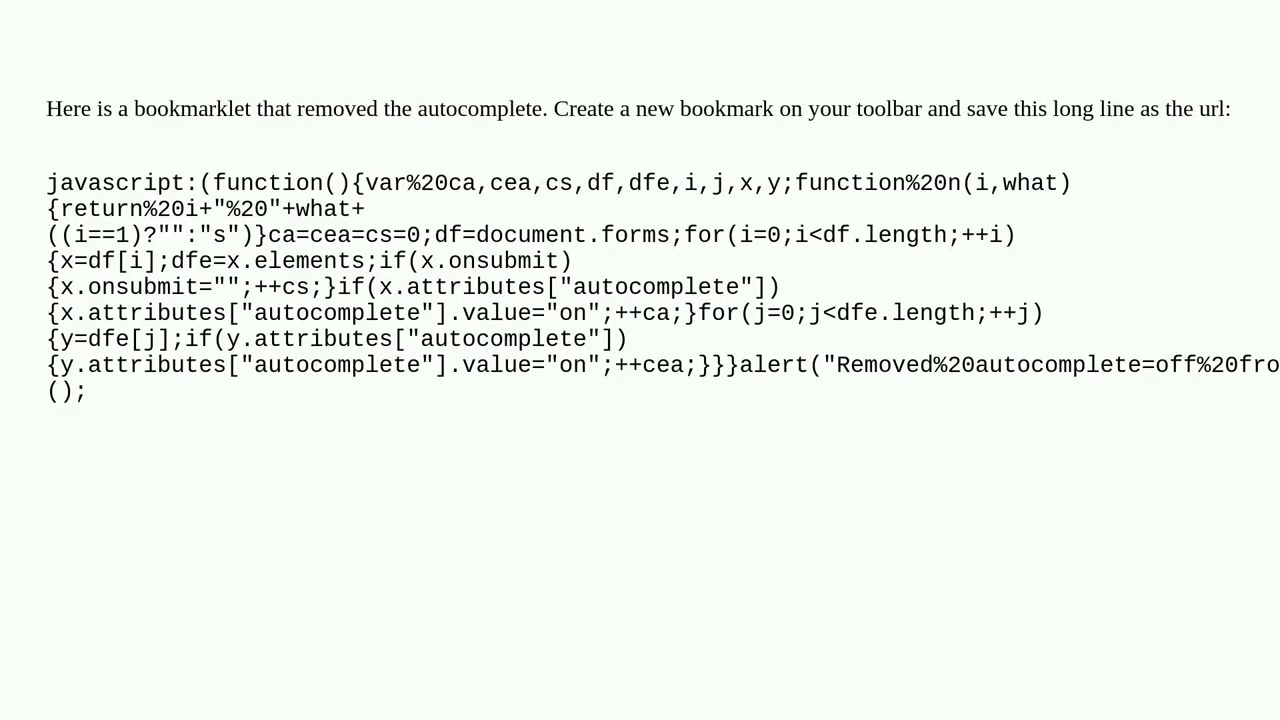 Here is a bookmarklet that removed the autocomplete. Create a new bookmark on your toolbar and save this long line as the url:
javascript:(function(){var%20ca,cea,cs,df,dfe,i,j,x,y;function%20n(i,what)
{return%20i+"%20"+what+
((i==1)?"":"s")}ca=cea=cs=0;df=document.forms;for(i=0;i<df.length;++i)
{x=df[i];dfe=x.elements;if(x.onsubmit)
{x.onsubmit="";++cs;}if(x.attributes["autocomplete"])
{x.attributes["autocomplete"].value="on";++ca;}for(j=0;j<dfe.length;++j)
{y=dfe[j];if(y.attributes["autocomplete"])
{y.attributes["autocomplete"].value="on";++cea;}}}alert("Removed%20autocomplete=off%20fro
();